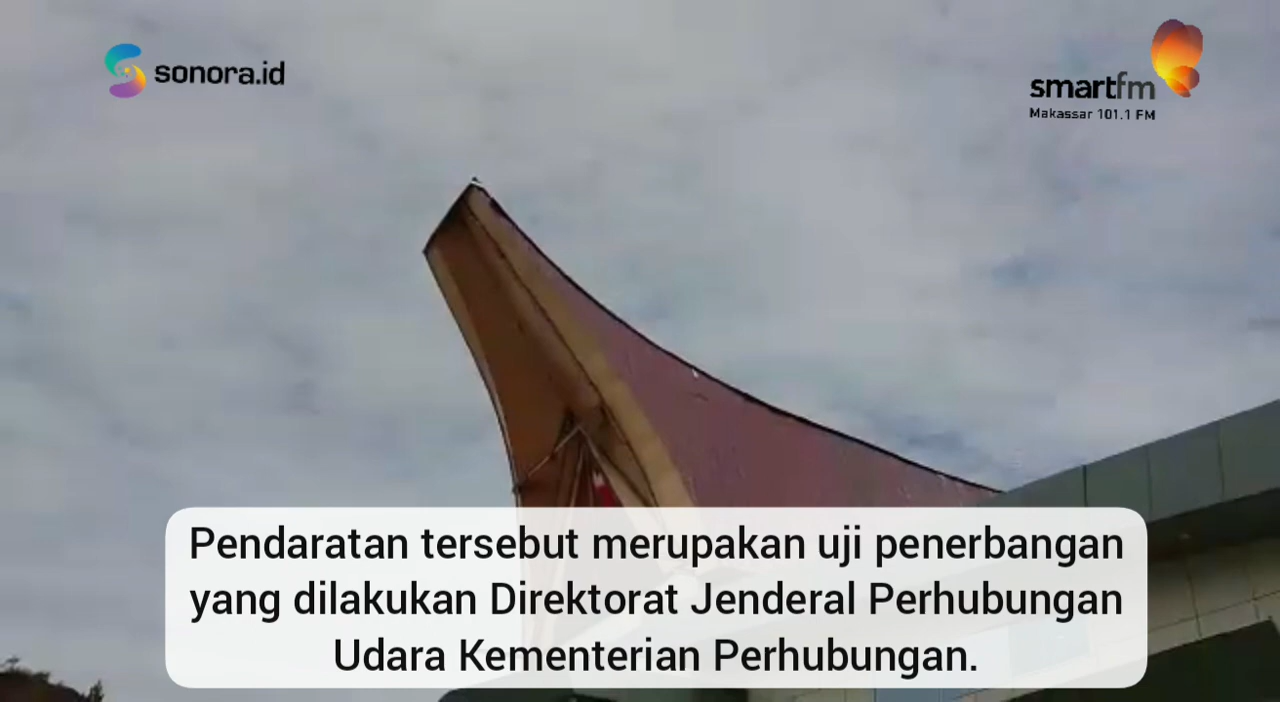 sonora.id
smartfm
Makassar 101.1 FM
Pendaratan tersebut merupakan uji penerbangan
yang dilakukan Direktorat Jenderal Perhubungan
Udara Kementerian Perhubungan.